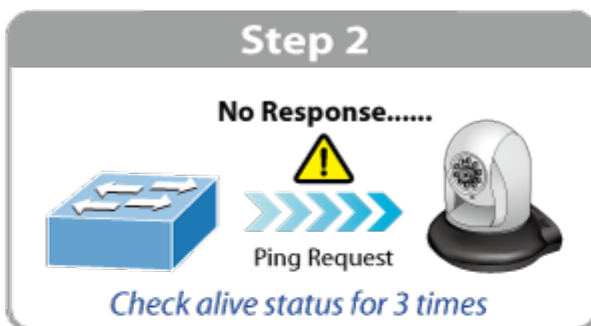 Step 2
No Response......
Ping Request
Check alive status for 3 times